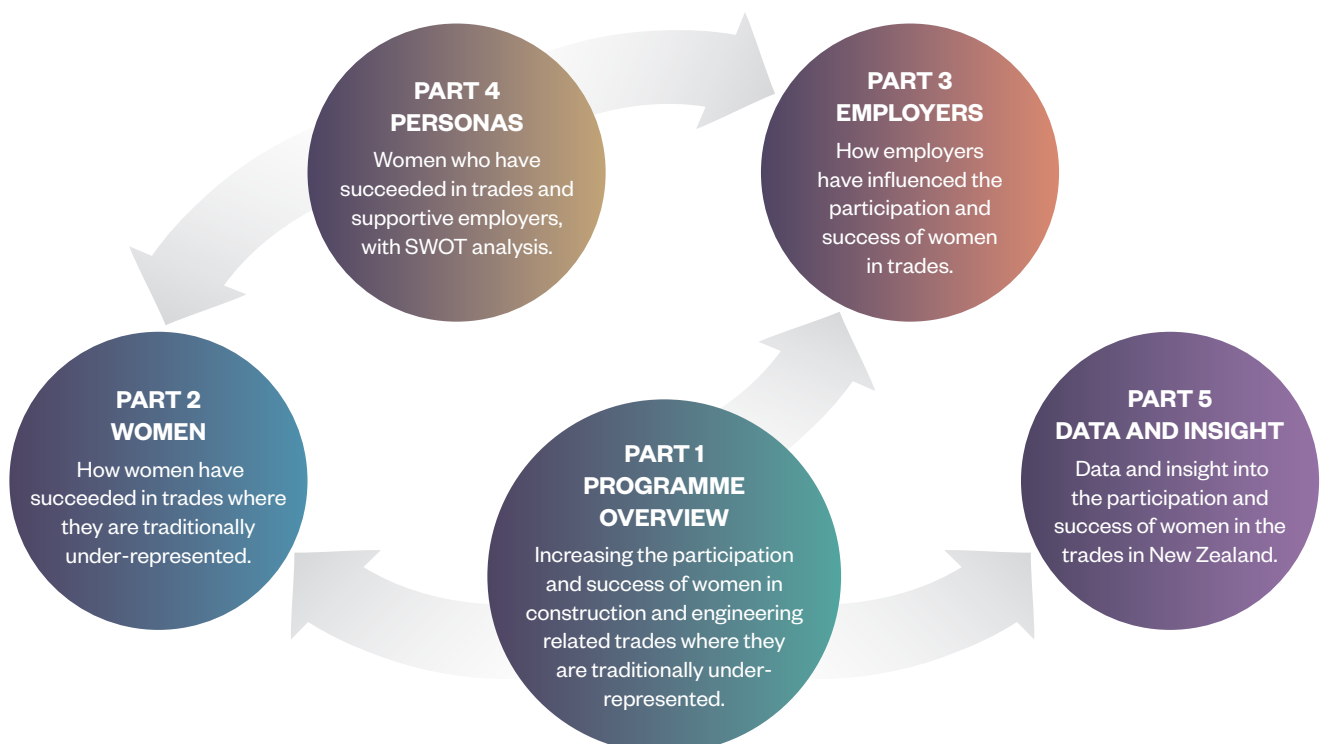 PART 4
PERSONAS
Women who have
succeeded in trades and
supportive employers,
with SWOT analysis.
PART 3
EMPLOYERS
How employers
have influenced the
participation and
success of women
in trades.
PART 2
WOMEN
How women have
succeeded in trades where
they are traditionally
under-represented.
PART 1
PROGRAMME
OVERVIEW
Increasing the participation
and success of women in
construction and engineering
related trades where they
are traditionally under-
represented.
PART 5
DATA AND INSIGHT
Data and insight into
the participation and
success of women in the
trades in New Zealand.